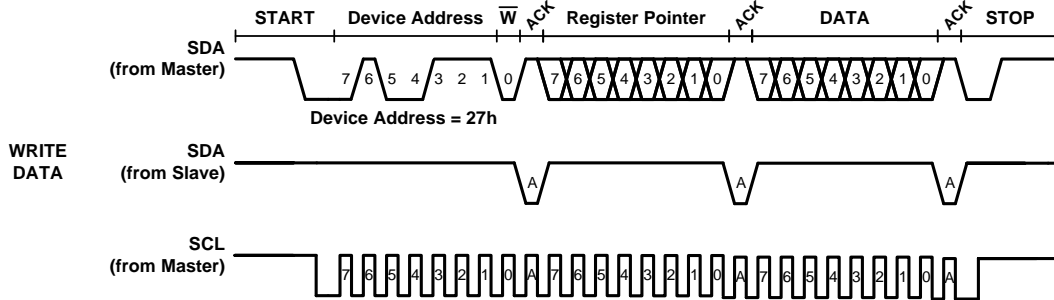 START Device Address W ACK Register Pointer ACK DATA ACK STOP
SDA
(from Master)
7 6 5 4 3 2 1 0 7 6 5 4 3 2 1 0 7 6 5 4 3 2 1 0
Device Address = 27h
WRITE
DATA
SDA
(from Slave)
A A A
SCL
(from Master)
7 6 5 4 3 2 1 0 A 7 6 5 4 3 2 1 0 A 7 6 5 4 3 2 1 0 A